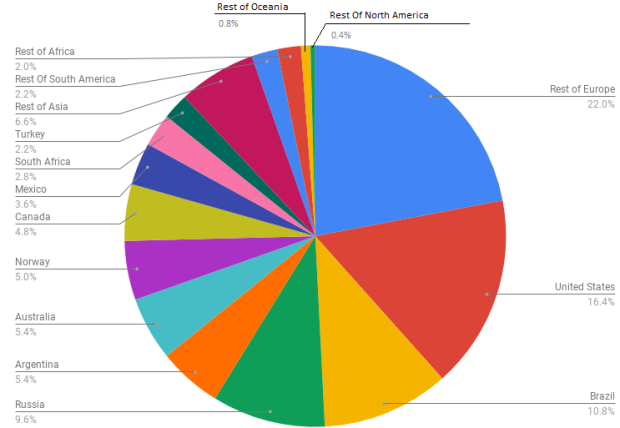 Rest of Oceania
0.8%
Rest Of North America
0.4%
Rest of Africa
2.0%
Rest Of South America
2.2%
Rest of Asia
6.6%
Turkey
2.2%
South Africa
2.8%
Mexico
3.6%
Canada
4.8%
Norway
5.0%
Australia
5.4%
Argentina
5.4%
Russia
9.6%
Rest of Europe
22.0%
United States
16.4%
Brazil
10.8%